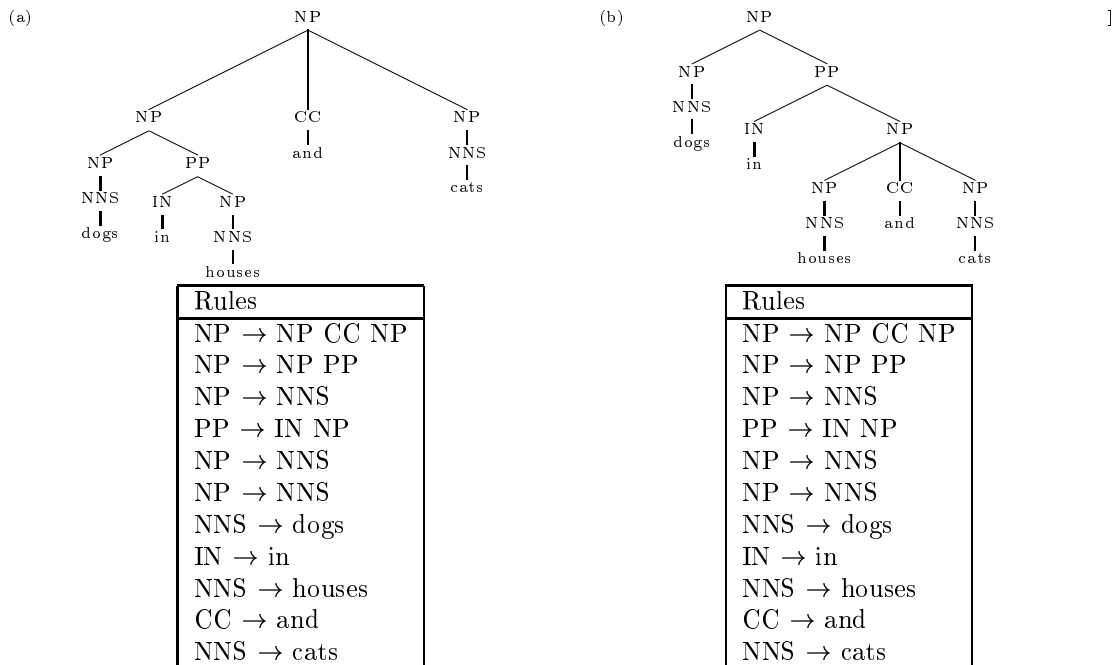 (a)
NP
NP CC NP
and
NP PP NNS
cats
NNS IN NP
dogs in NNS
houses
Rules
NP → NP CC NP
NP → NP PP
NP → NNS
PP → IN NP
NP → NNS
NP → NNS
NNS → dogs
IN → in
NNS → houses
CC → and
NNS → cats
(b)
NP
NP PP
NNS
dogs IN NP
in
NP CC NP
NNS and NNS
houses cats
Rules
NP → NP CC NP
NP → NP PP
NP → NNS
PP → IN NP
NP → NNS
NP → NNS
NNS → dogs
IN → in
NNS → houses
CC → and
NNS → cats